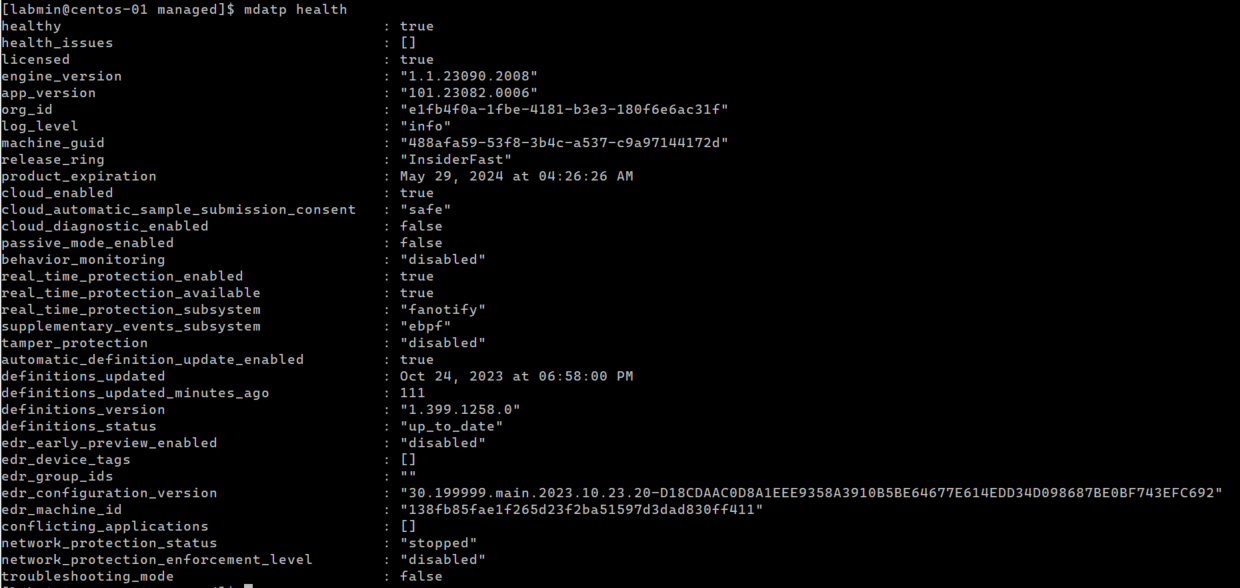 [labmin@centos-01 managed]$ mdatp health
healthy : true
health_issues : []
licensed : true
engine_version : "1.1.23090.2008"
app_version : "101.23082.0006"
org_id : "e1fb4f0a-1fbe-4181-b3e3-180f6e6ac31f"
log_level : "info"
machine_guid : "488afa59-53f8-3b4c-a537-c9a97144172d"
release_ring : "InsiderFast"
product_expiration : May 29, 2024 at 04:26:26 AM
cloud_enabled : true
cloud_automatic_sample_submission_consent : "safe"
cloud_diagnostic_enabled : false
passive_mode_enabled : false
behavior_monitoring : "disabled"
real_time_protection_enabled : true
real_time_protection_available : true
real_time_protection_subsystem : "fanotify"
supplementary_events_subsystem : "ebpf"
tamper_protection : "disabled"
automatic_definition_update_enabled : true
definitions_updated : Oct 24, 2023 at 06:58:00 PM
definitions_updated_minutes_ago : 111
definitions_version : "1.399.1258.0"
definitions_status : "up_to_date"
edr_early_preview_enabled : "disabled"
edr_device_tags : []
edr_group_ids : ""
edr_configuration_version : "30.199999.main.2023.10.23.20-D18CDAAC0D8A1EEE9358A3910B5BE64677E614EDD34D098687BE0BF743EFC692"
edr_machine_id : "138fb85fae1f265d23f2ba51597d3dad830ff411"
conflicting_applications : []
network_protection_status : "stopped"
network_protection_enforcement_level : "disabled"
troubleshooting_mode : false